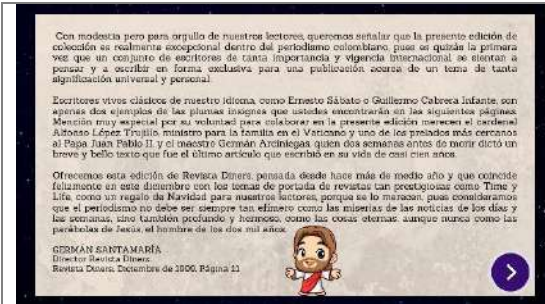 Con modestia pero para orgullo de nuestros lectores, queremos señalar que la presente edición de
colección es realmente excepcional dentro del periodismo colombiano, pues es quizás la primera
vez que un conjunto de escritores de tanta importancia y vigencia internacional se sientan a
pensar y a escribir en forma exclusiva para una publicación acerca de un tema de tanta
significación universal y personal.
Escritores vivos clásicos de nuestro idioma, como Ernesto Sábato o Guillermo Cabrera Infante, son
apenas dos ejemplos de las plumas insignes que ustedes encontrarán en las siguientes páginas.
Mención muy especial por su voluntad para colaborar en la presente edición merecen el cardenal
Alfonso López Trujillo, ministro para la familia en el Vaticano y uno de los prelados más cercanos
al Papa Juan Pablo II, y el maestro Germán Arciniegas, quien dos semanas antes de morir dictó un
breve y bello texto que fue el último artículo que escribió en su vida de casi cien años.
Ofrecemos esta edición de Revista Diners, pensada desde hace más de medio año y que coincide
felizmente en este diciembre con los temas de portada de revistas tan prestigiosas como Time y
Life, como un regalo de Navidad para nuestros lectores, porque se lo merecen, pues consideramos
que el periodismo no debe ser siempre tan efímero como las miserias de las noticias de los días y
las semanas, sino también profundo y hermoso, como las cosas eternas, aunque nunca como las
parábolas de Jesús, el hombre de los dos mil años.
GERMÁN SANTAMARÍA
Director Revista Diners
Revista Diners, Diciembre de 1999. Página 11